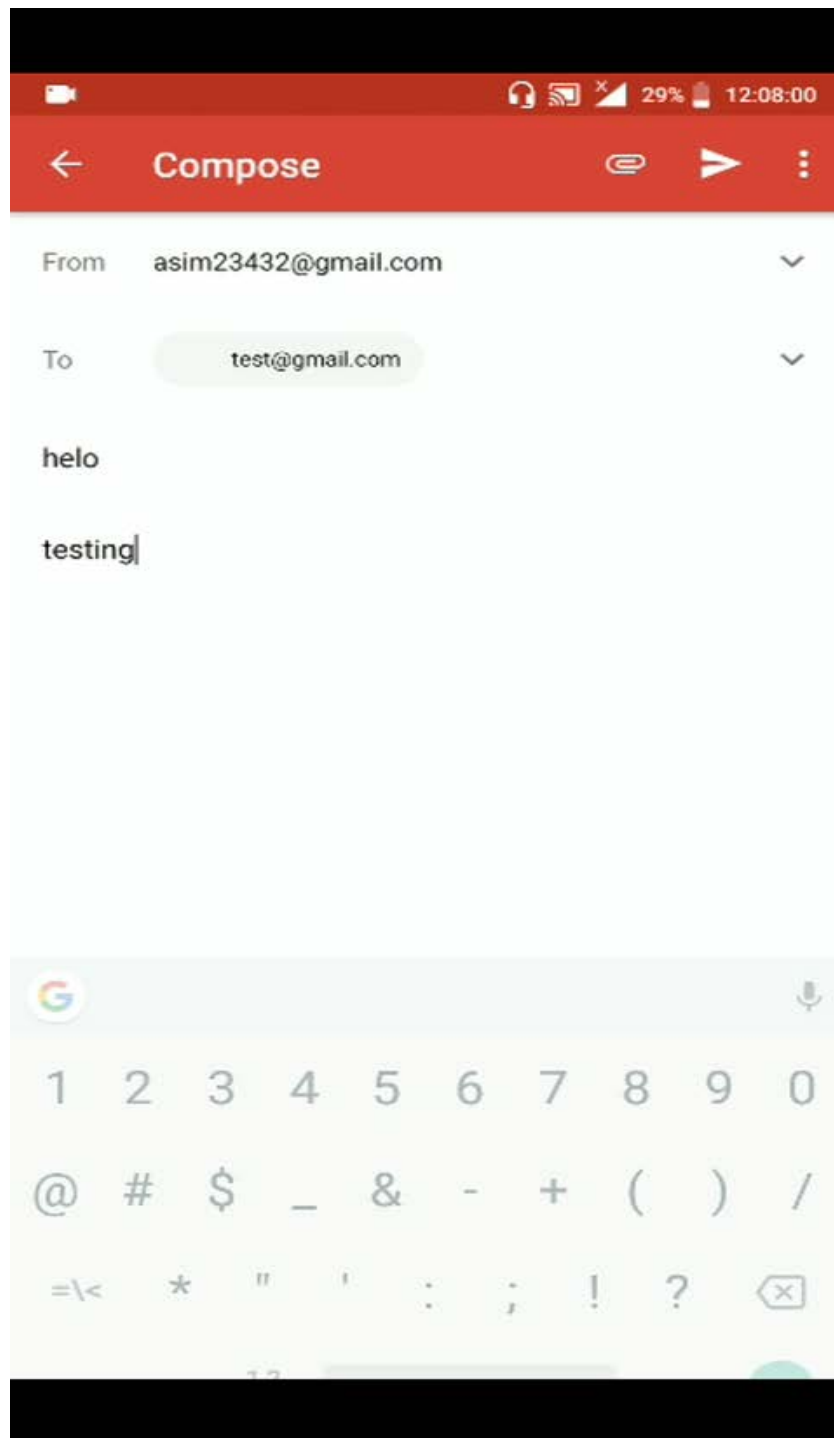 29% 12:08:00
Compose
From asim23432@gmail.com
To test@gmail.com
helo
testing
G
1 2 3 4 5 6 7 8 9 0
@ # $ _ & - + ( ) /
=\< * " ' : ; ! ?